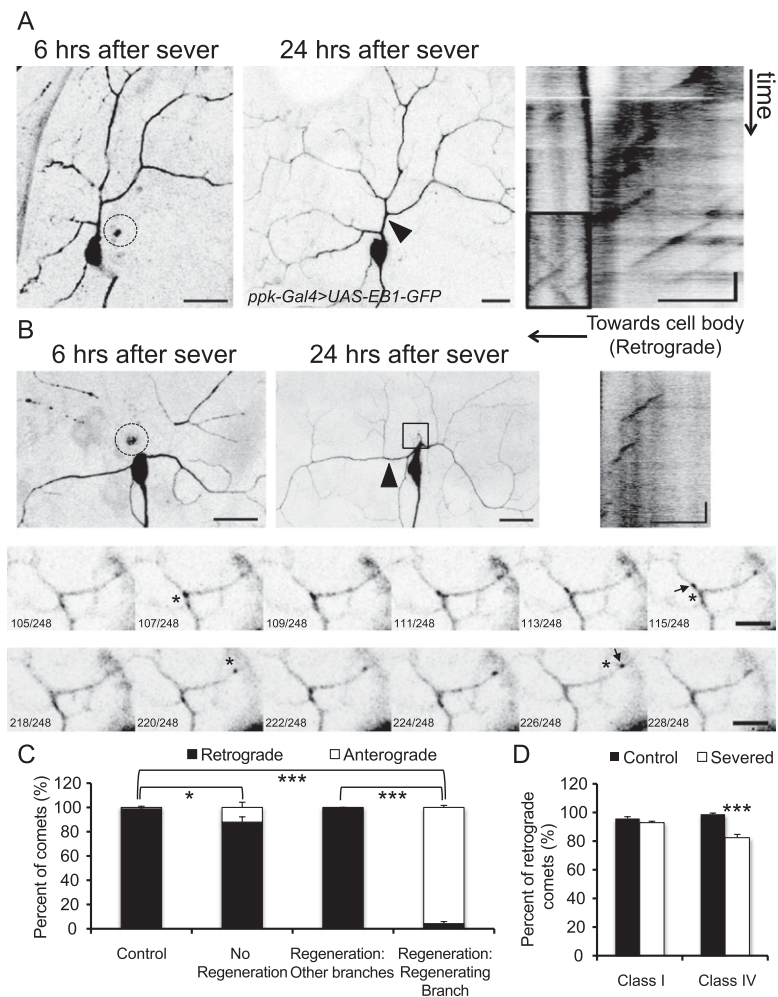 A
6 hrs after sever
24 hrs after sever
time
ppk-Gal4>UAS-EB1-GFP
Towards cell body
(Retrograde)
B
6 hrs after sever
24 hrs after sever
*
*
105/248
107/248
109/248
111/248
113/248
115/248
*
*
218/248
220/248
222/248
224/248
226/248
228/248
C
Retrograde
Anterograde
***
*
***
Percent of comets (%)
120
100
80
60
40
20
0
Control
No
Regeneration
Regeneration:
Other branches
Regeneration:
Regenerating
Branch
D
Control
Severed
***
Percent of retrograde
comets (%)
120
100
80
60
40
20
0
Class I
Class IV